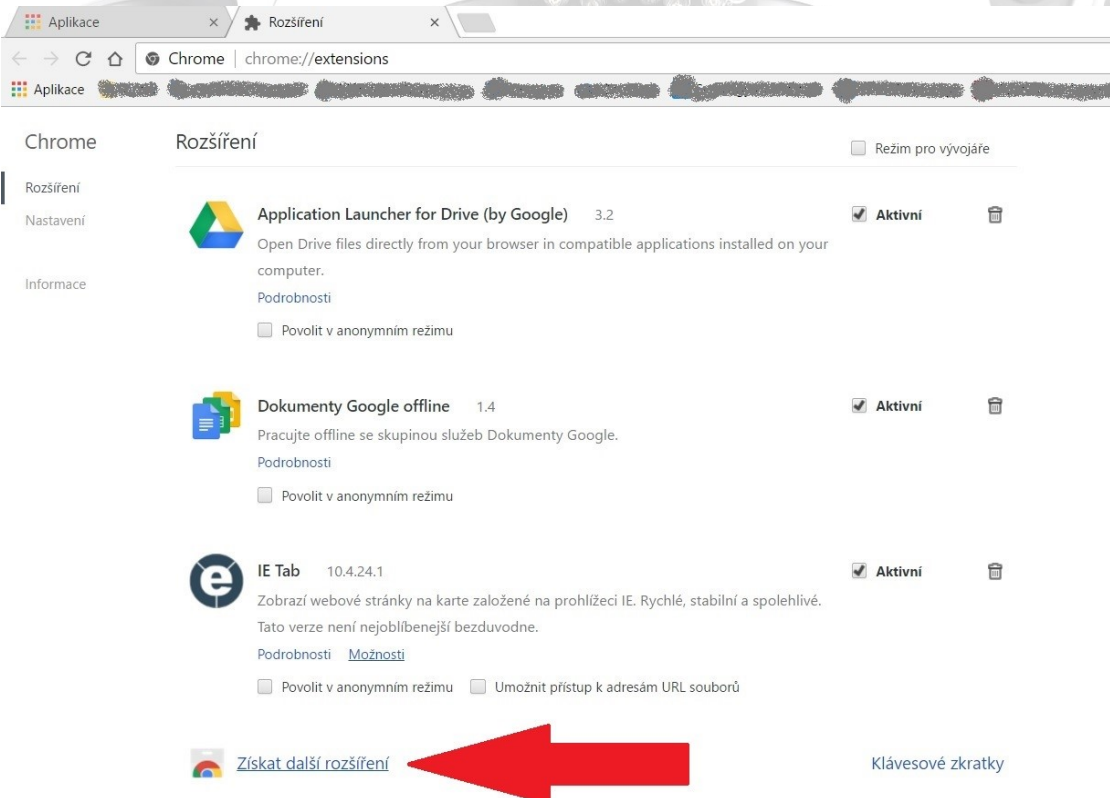 Aplikace
Rozšíření
Chrome | chrome://extensions
Aplikace
Chrome
Rozšíření
Nastavení
Informace
Rozšíření
Režim pro vývojáře
Application Launcher for Drive (by Google) 3.2
Aktivní
Open Drive files directly from your browser in compatible applications installed on your
computer.
Podrobnosti
Povolit v anonymním režimu
Dokumenty Google offline 1.4
Aktivní
Pracujte offline se skupinou služeb Dokumenty Google.
Podrobnosti
Povolit v anonymním režimu
IE Tab 10.4.24.1
Aktivní
Zobrazí webové stránky na karte založené na prohlížeci IE. Rychlé, stabilní a spolehlivé.
Tato verze není nejoblíbenejší bezduvodne.
Podrobnosti Možnosti
Povolit v anonymním režimu Umožnit přístup k adresám URL souborů
Získat další rozšíření
Klávesové zkratky